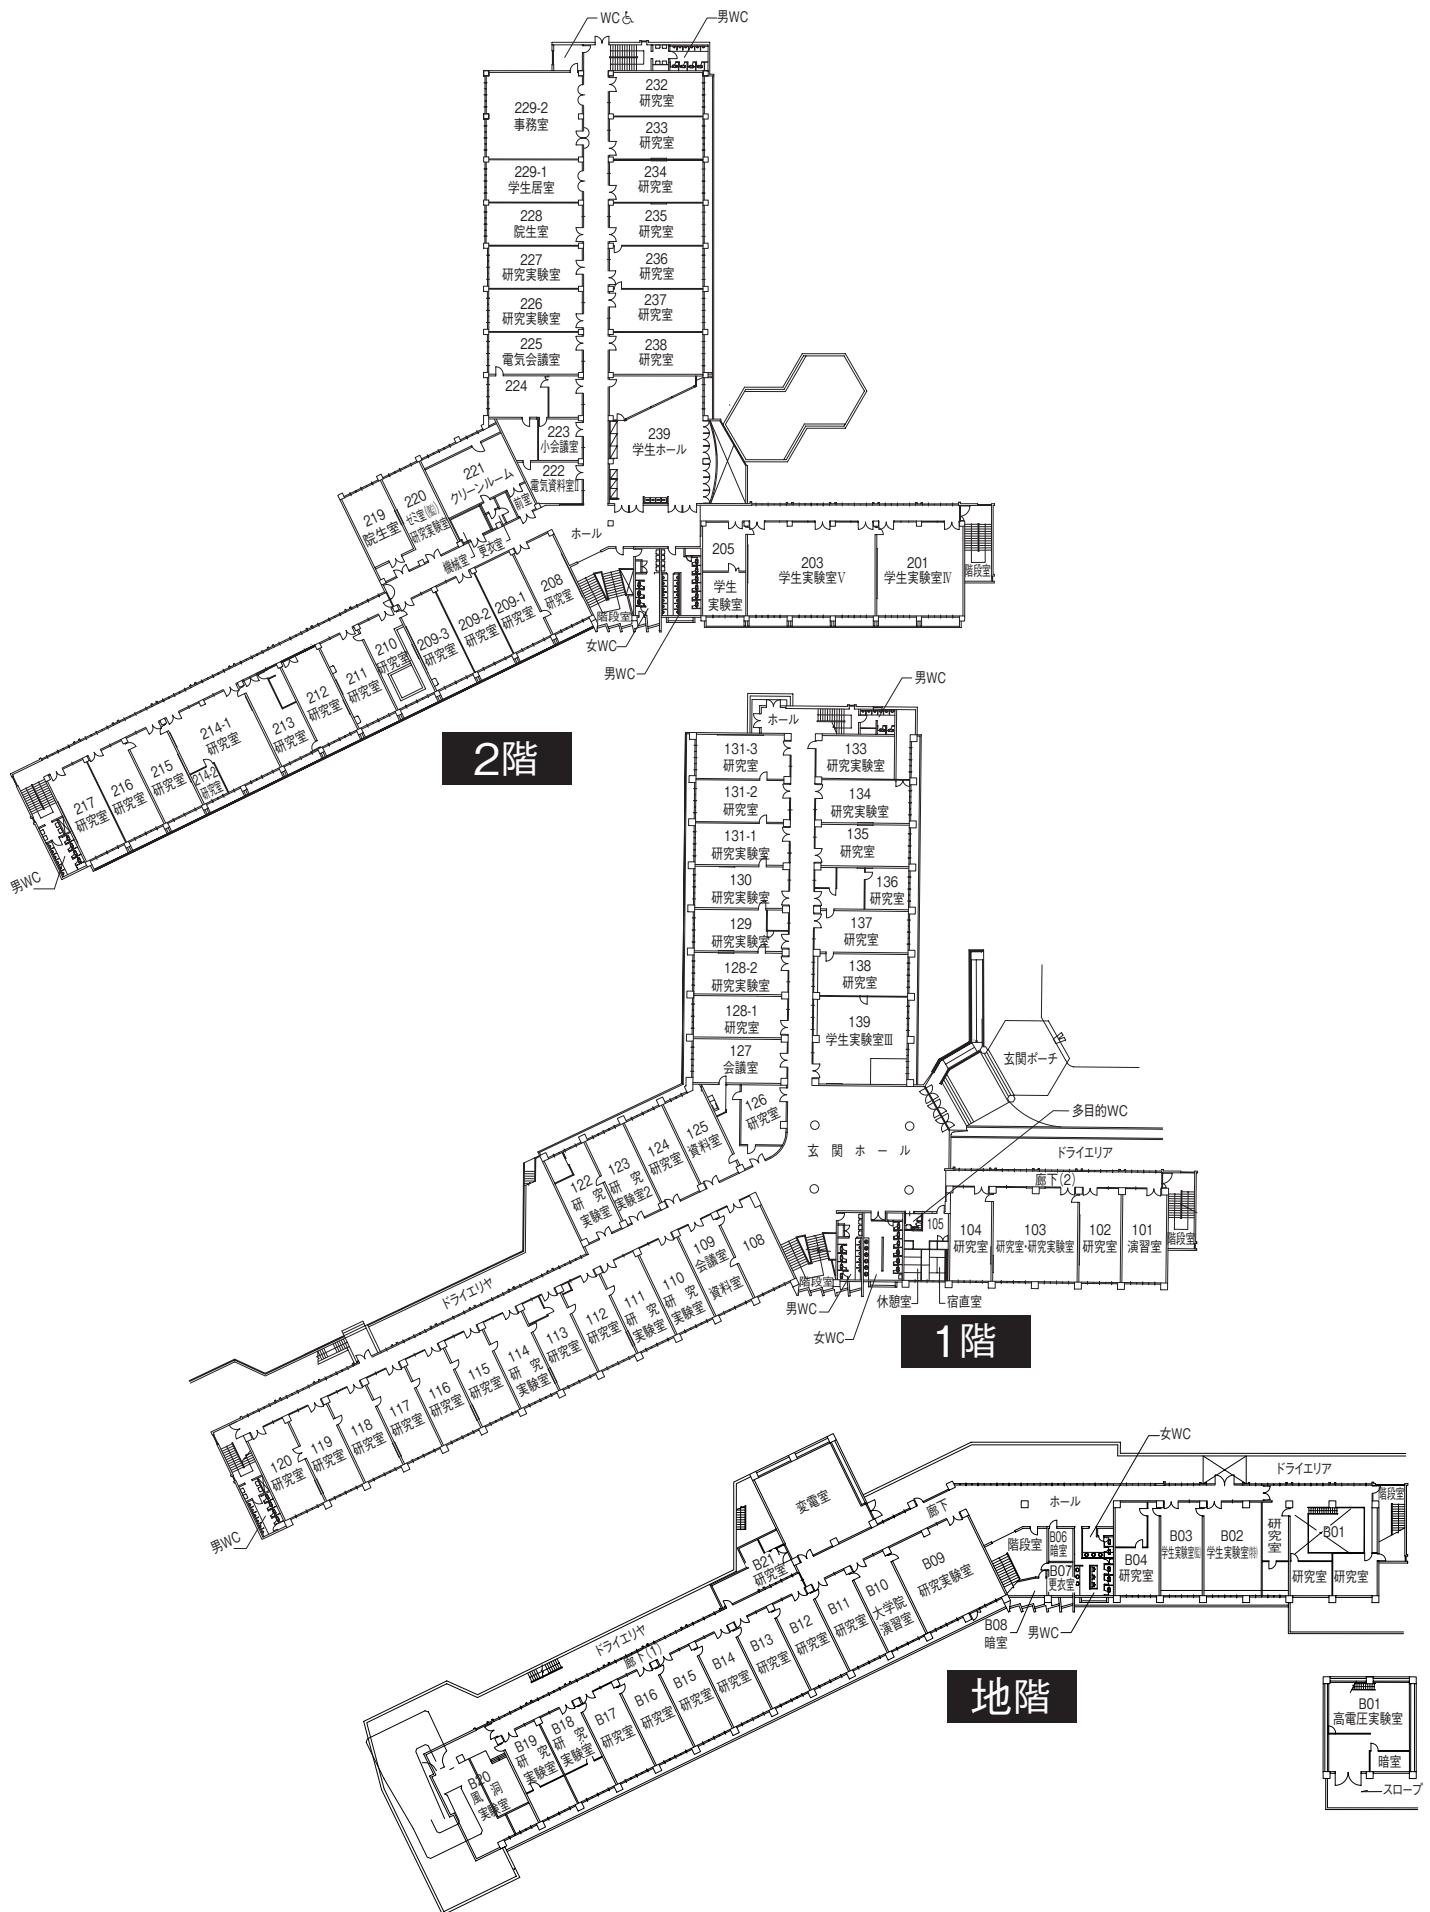 WC
男WC
229-2
事務室
229-1
学生居室
228
院生室
227
研究実験室
226
研究実験室
225
電気会議室
224
223
小会議室
222
電気資料室II
232
研究室
233
研究室
234
研究室
235
研究室
236
研究室
237
研究室
238
研究室
239
学生ホール
219
院生室
220
研究実験室
221
クリーンルーム
前室
更衣室
機械室
ホール
208
研究室
209-1
研究室
209-2
研究室
209-3
研究室
210
研究室
211
研究室
212
研究室
213
研究室
214-1
研究室
214-2
研究室
215
研究室
216
研究室
217
研究室
男WC
階段室
女WC
男WC
205
学生
実験室
203
学生実験室V
201
学生実験室IV
階段室
2階
男WC
ホール
131-3
研究室
131-2
研究室
131-1
研究実験室
130
研究実験室
129
研究実験室
128-2
研究実験室
128-1
研究室
127
会議室
126
研究室
133
研究実験室
134
研究実験室
135
研究室
136
研究室
137
研究室
138
研究室
139
学生実験室III
玄関ポーチ
多目的WC
玄関ホール
ドライエリア
廊下(2)
105
104
研究室
103
研究室・研究実験室
102
研究室
101
演習室
階段室
休憩室
宿直室
階段室
男WC
女WC
125
資料室
124
研究室
123
研究
実験室2
122
研究
実験室
108
資料室
109
会議室
110
研究
実験室
111
研究
実験室
112
研究室
113
研究室
114
研究
実験室
115
研究室
116
研究室
117
研究室
118
研究室
119
研究室
120
研究室
ドライエリヤ
男WC
1階
女WC
ドライエリア
ホール
廊下
変電室
B21
研究室
階段室
B06
暗室
B07
更衣室
B08
暗室
男WC
B04
研究室
B03
B02
研究室
B01
研究室
研究室
階段室
B09
研究実験室
B10
大学院
演習室
B11
研究室
B12
研究室
B13
研究室
B14
研究室
B15
研究室
B16
研究室
B17
研究室
B18
研究
実験室
B19
研究
実験室
B20
風洞
実験室
ドライエリヤ
廊下(1)
地階
B01
高電圧実験室
暗室
スロープ